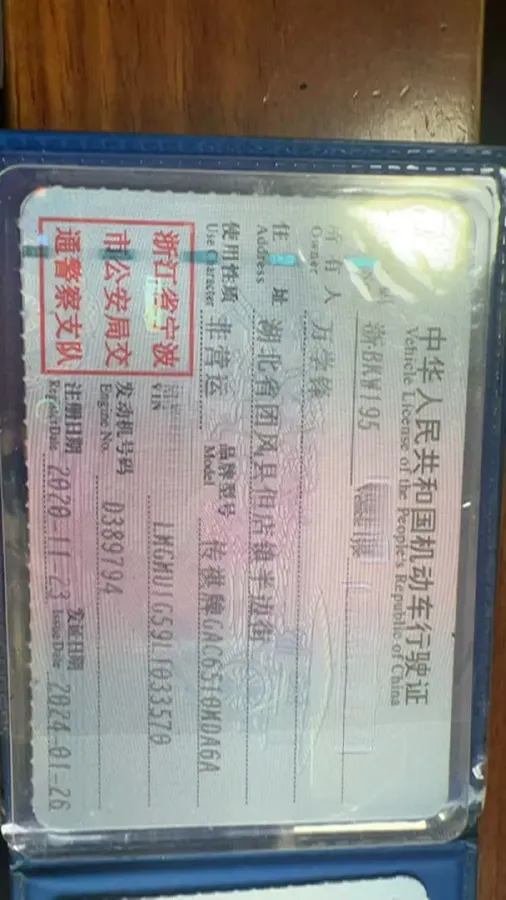 中华人民共和国机动车行驶证
Vehicle License of the People's Republic of China
浙BKW195
所有人 万学锋
Owner
住 址 湖北省团风县但店镇半边街
Address
使用性质 非营运 品牌型号 传祺牌GAC6510MDA6A
Use Character Model
浙江省宁波
市公安局交
通警察支队
VIN LMGMU1G59L1033570
发动机号码 D389794
Engine No.
注册日期 2020-11-23 发证日期 2024-01-26
Register Date Issue Date